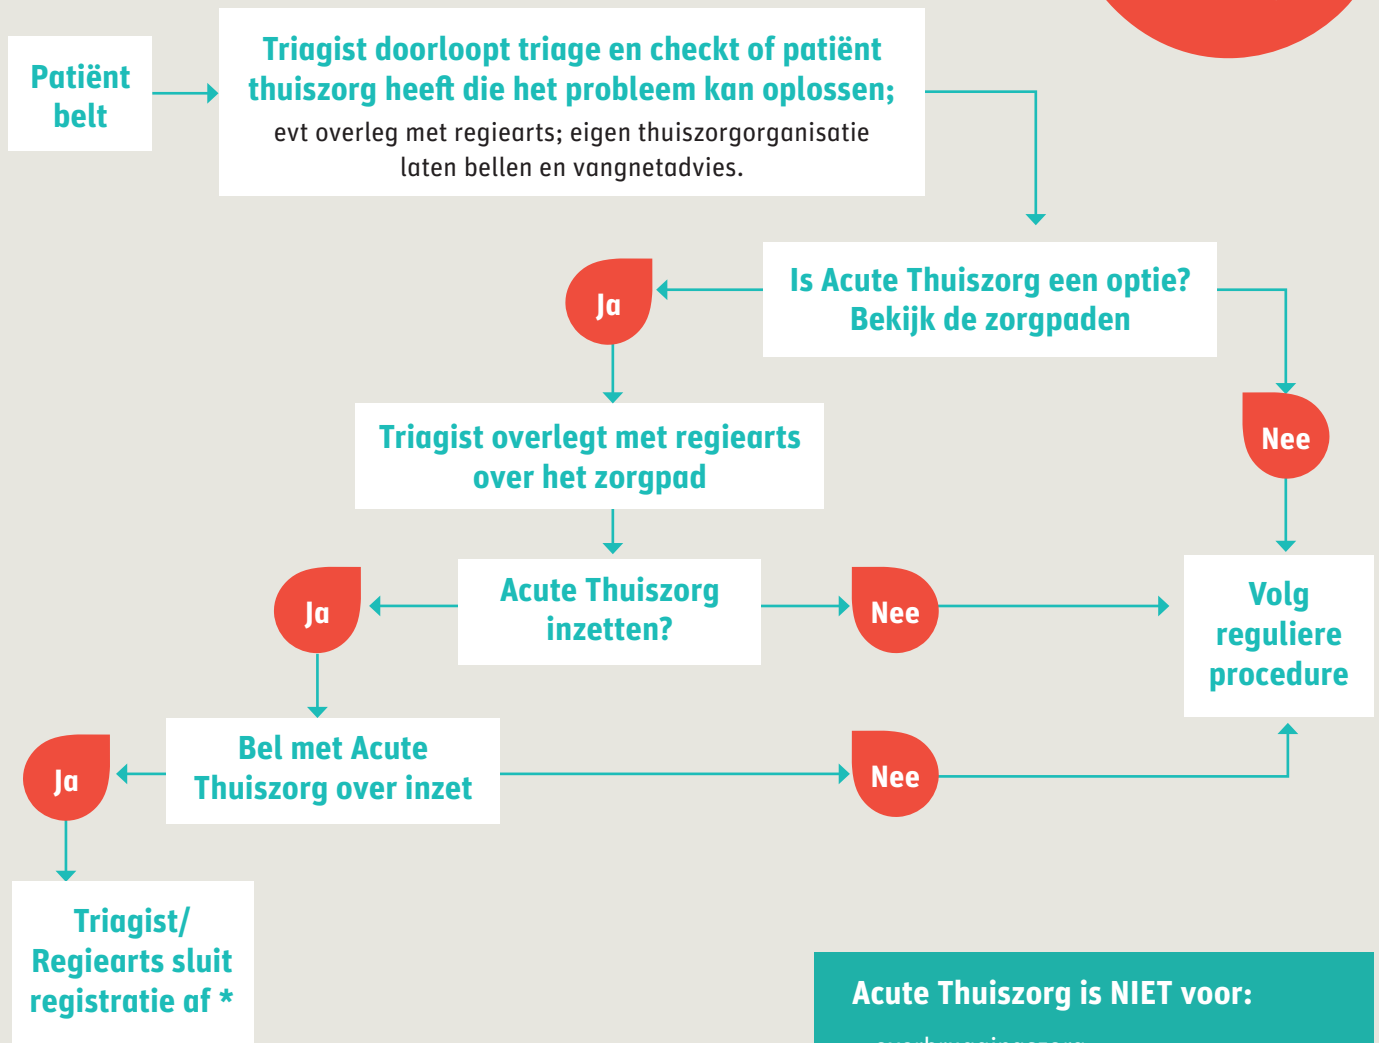 Patiënt
belt
Triagist doorloopt triage en checkt of patiënt
thuiszorg heeft die het probleem kan oplossen;
evt overleg met regiearts; eigen thuiszorgorganisatie
laten bellen en vangnetadvies.
Is Acute Thuiszorg een optie?
Bekijk de zorgpaden
Ja
Nee
Triagist overlegt met regiearts
over het zorgpad
Acute Thuiszorg
inzetten?
Ja
Nee
Volg
reguliere
procedure
Bel met Acute
Thuiszorg over inzet
Ja
Nee
Triagist/
Regiearts sluit
registratie af *
Acute Thuiszorg is NIET voor: